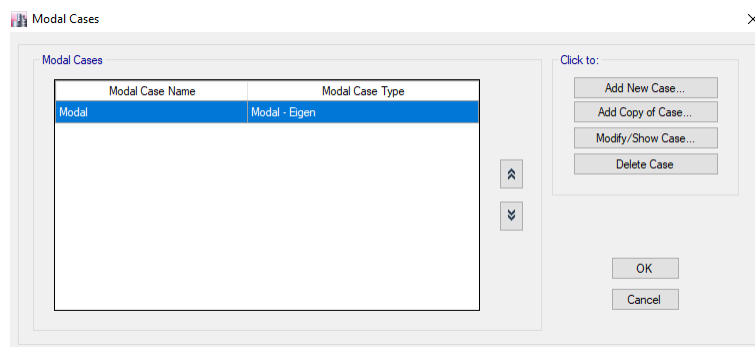 Modal Cases
Modal Cases
Click to:
Modal Case Name Modal Case Type
Modal Modal - Eigen
Add New Case...
Add Copy of Case...
Modify/Show Case...
Delete Case
OK
Cancel